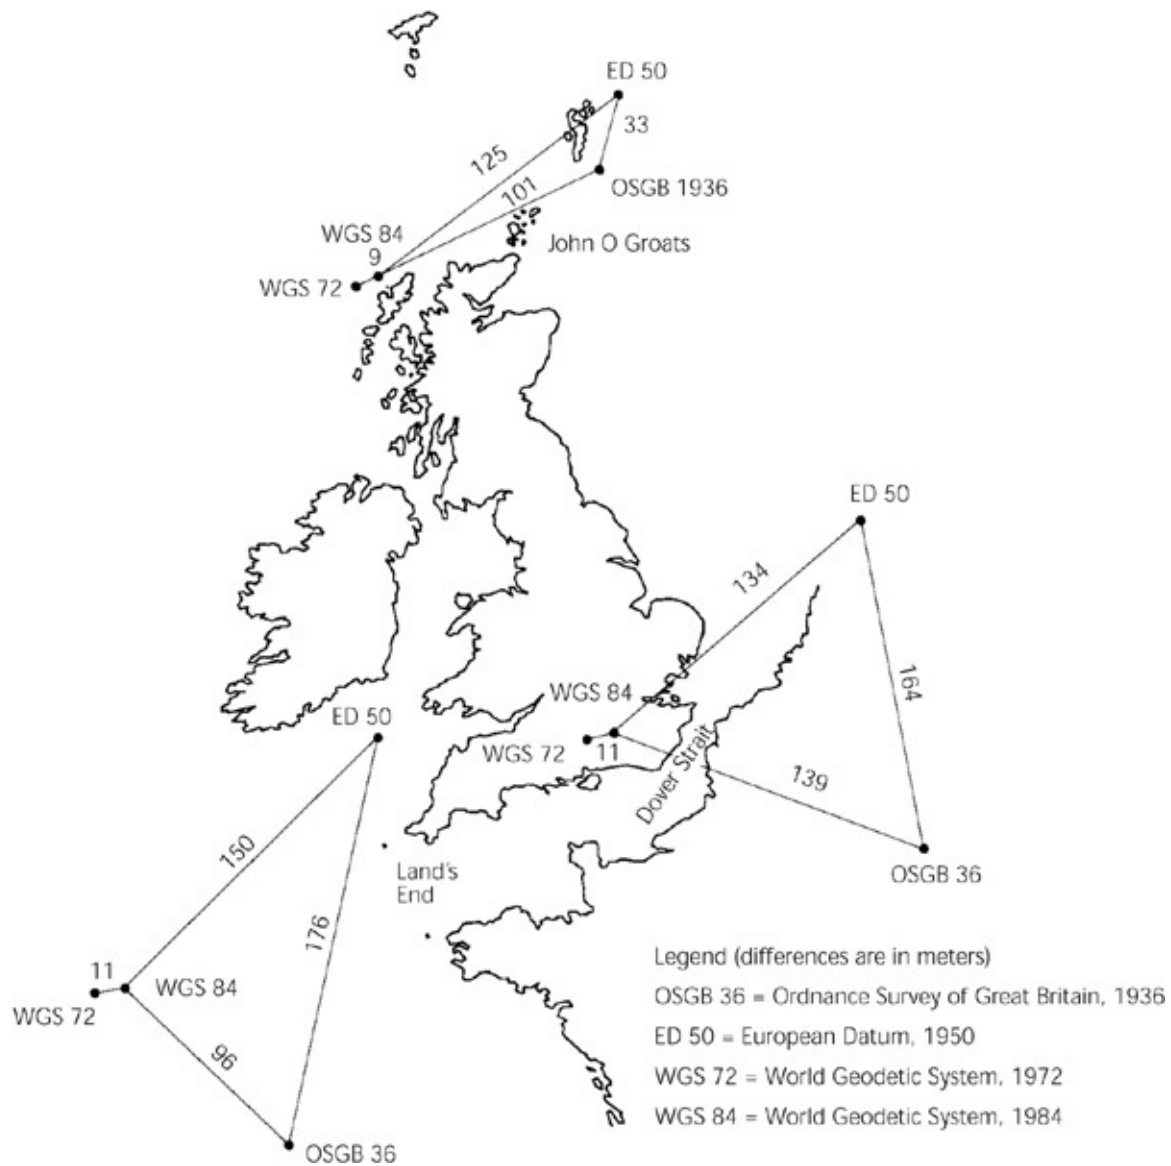 ED 50
33
125
OSGB 1936
101
WGS 84
John O Groats
9
WGS 72
ED 50
134
164
WGS 84
ED 50
WGS 72
11
Dover Strait
139
150
Land's
End
OSGB 36
176
11
WGS 84
WGS 72
96
OSGB 36
Legend (differences are in meters)
OSGB 36 = Ordnance Survey of Great Britain, 1936
ED 50 = European Datum, 1950
WGS 72 = World Geodetic System, 1972
WGS 84 = World Geodetic System, 1984